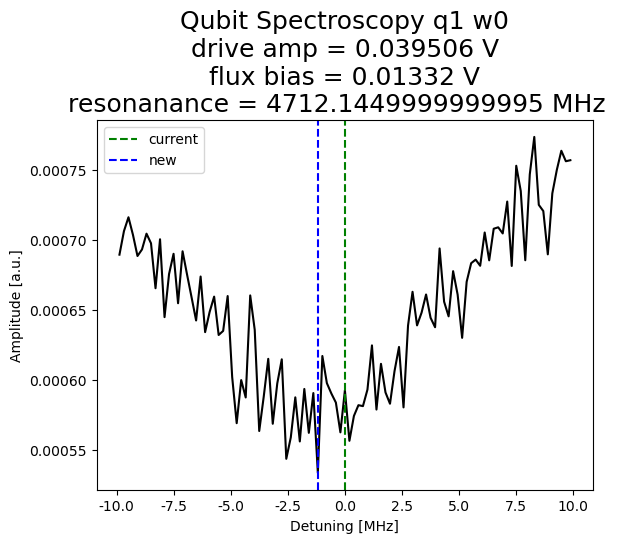 Qubit Spectroscopy q1 w0
drive amp = 0.039506 V
flux bias = 0.01332 V
resonanance = 4712.1449999999995 MHz
current
new
0.00075
0.00070
0.00065
0.00060
0.00055
Amplitude [a.u.]
-10.0 -7.5 -5.0 -2.5 0.0 2.5 5.0 7.5 10.0
Detuning [MHz]